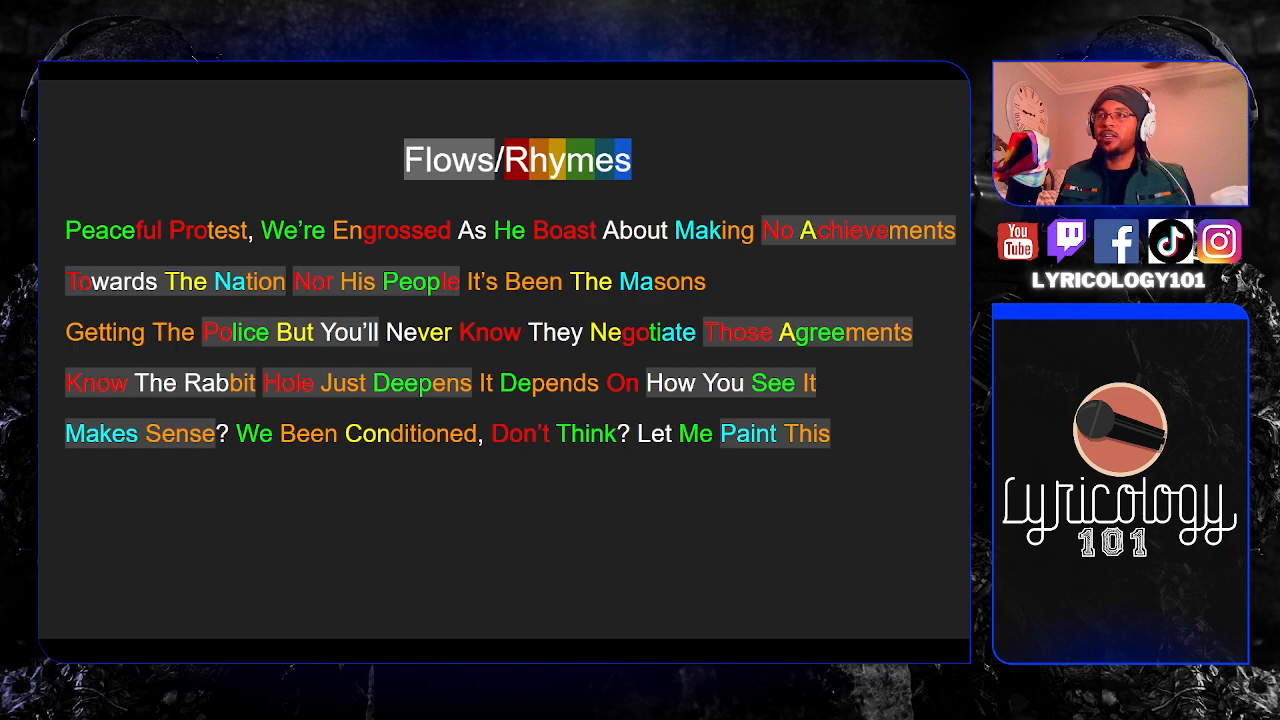 Flows/Rhymes
Peaceful Protest, We're Engrossed As He Boast About Making No Achievements
Towards The Nation Nor His People It's Been The Masons
Getting The Police But You'll Never Know They Negotiate Those Agreements
Know The Rabbit Hole Just Deepens It Depends On How You See It
Makes Sense? We Been Conditioned, Don't Think? Let Me Paint This
You
Tube
LYRICOLOGY101
Lyricology
101